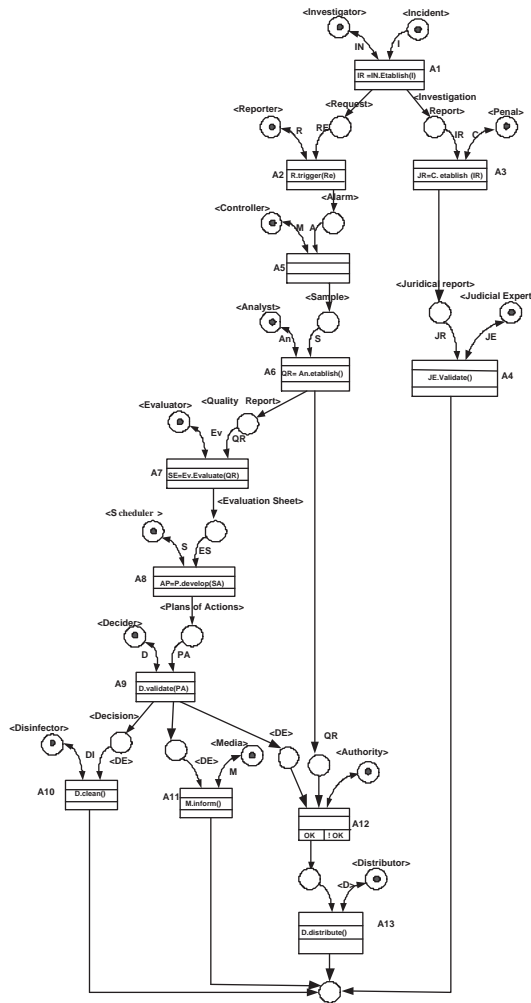 <Investigator>
<Incident>
IN
I
A1
IR =IN.Etablish(I)
<Reporter>
<Request>
<Investigation
Report>
<Penal>
R
RE
IR
C
A2
R.trigger(Re)
JR=C. etablish (IR)
A3
<Alarm>
<Controller>
M
A
A5
<Sample>
<Juridical report>
<Judicial Expert
<Analyst>
An
S
JR
JE
A6
QR= An.etablish()
JE.Validate()
A4
<Quality Report>
<Evaluator>
Ev
QR
A7
SE=Ev.Evaluate(QR)
<Evaluation Sheet>
<Scheduler >
S
ES
A8
AP=P.develop(SA)
<Plans of Actions>
<Decider>
D
PA
A9
D.validate(PA)
<Decision>
<Disinfector>
<Media>
<DE>
QR
<Authority>
DI
<DE>
<DE>
M
A10
D.clean()
A11
M.inform()
A12
OK
! OK
<Distributor>
<D>
A13
D.distribute()